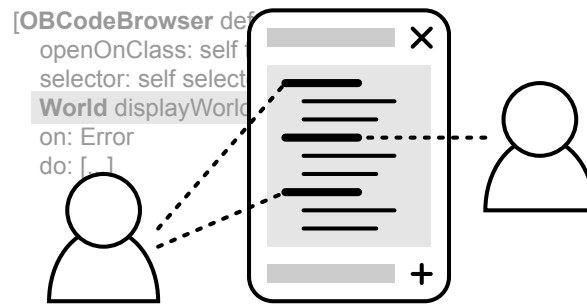 [OBCodeBrowser def
openOnClass: self
selector: self select
World displayWorld
on: Error
do: [...]